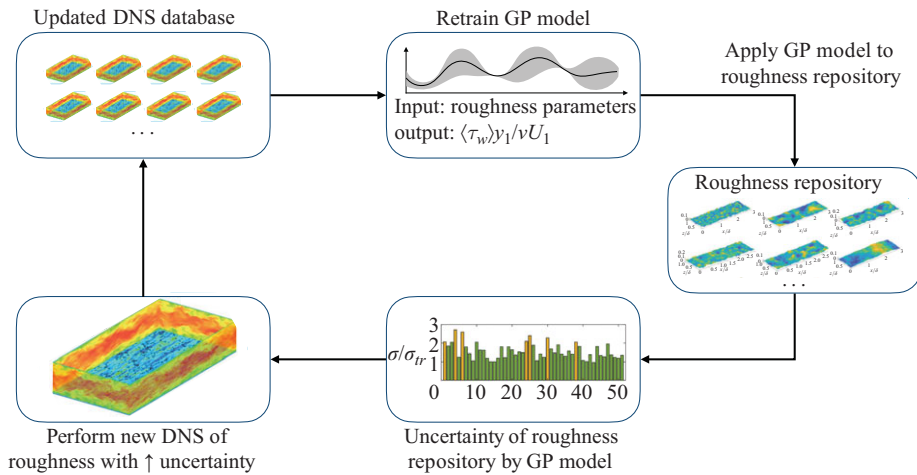 Updated DNS database
. . .
Retrain GP model
Input: roughness parameters
output: ⟨τw⟩y1/νU1
Apply GP model to
roughness repository
Roughness repository
. . .
3
2
1
σ/σtr
0 10 20 30 40 50
Uncertainty of roughness
repository by GP model
Perform new DNS of
roughness with ↑ uncertainty